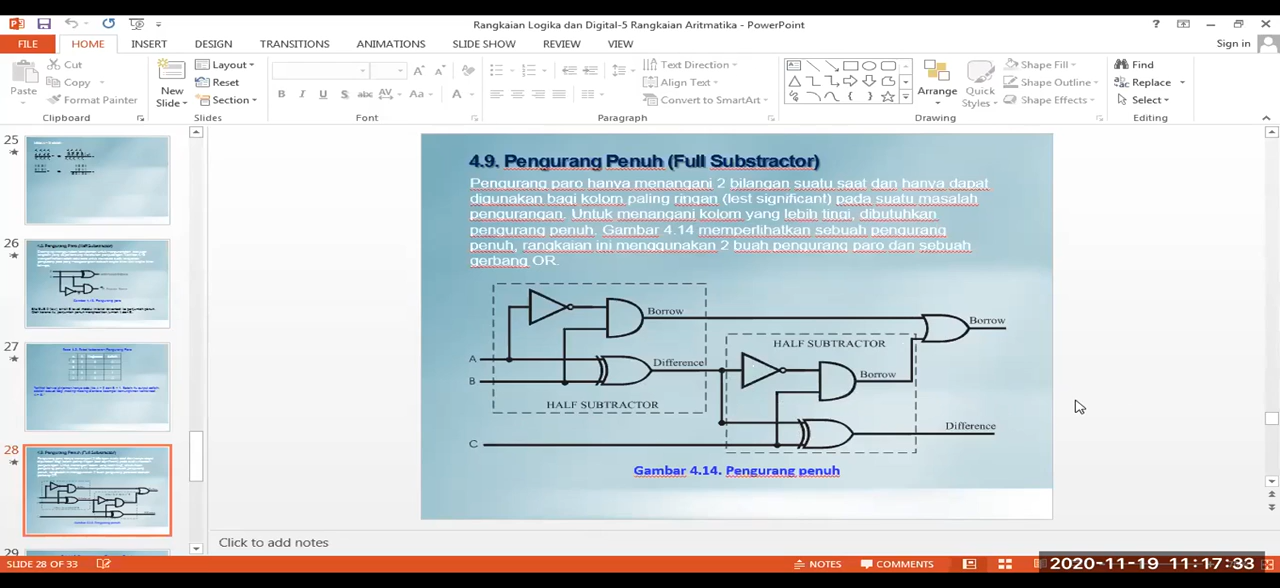 Rangkaian Logika dan Digital-5 Rangkaian Aritmatika - PowerPoint
FILE HOME INSERT DESIGN TRANSITIONS ANIMATIONS SLIDE SHOW REVIEW VIEW Sign in
Paste
Cut
Copy
Format Painter
Clipboard
New Slide
Layout
Reset
Section
Slides
B I U S abc AV Aa A
Font
Text Direction
Align Text
Convert to SmartArt
Paragraph
Arrange
Quick Styles
Shape Fill
Shape Outline
Shape Effects
Drawing
Find
Replace
Select
Editing
25
26
27
28
29
4.9. Pengurang Penuh (Full Substractor)
Pengurang paro hanya menangani 2 bilangan suatu saat dan hanya dapat
digunakan bagi kolom paling ringan (lest significant) pada suatu masalah
pengurangan. Untuk menangani kolom yang lebih tingi, dibutuhkan
pengurang penuh. Gambar 4.14 memperlihatkan sebuah pengurang
penuh, rangkaian ini menggunakan 2 buah pengurang paro dan sebuah
gerbang OR.
Borrow
Borrow
HALF SUBTRACTOR
A
Difference
B
Borrow
HALF SUBTRACTOR
Difference
C
Gambar 4.14. Pengurang penuh
Click to add notes
SLIDE 28 OF 33
NOTES COMMENTS
2020-11-19 11:17:33